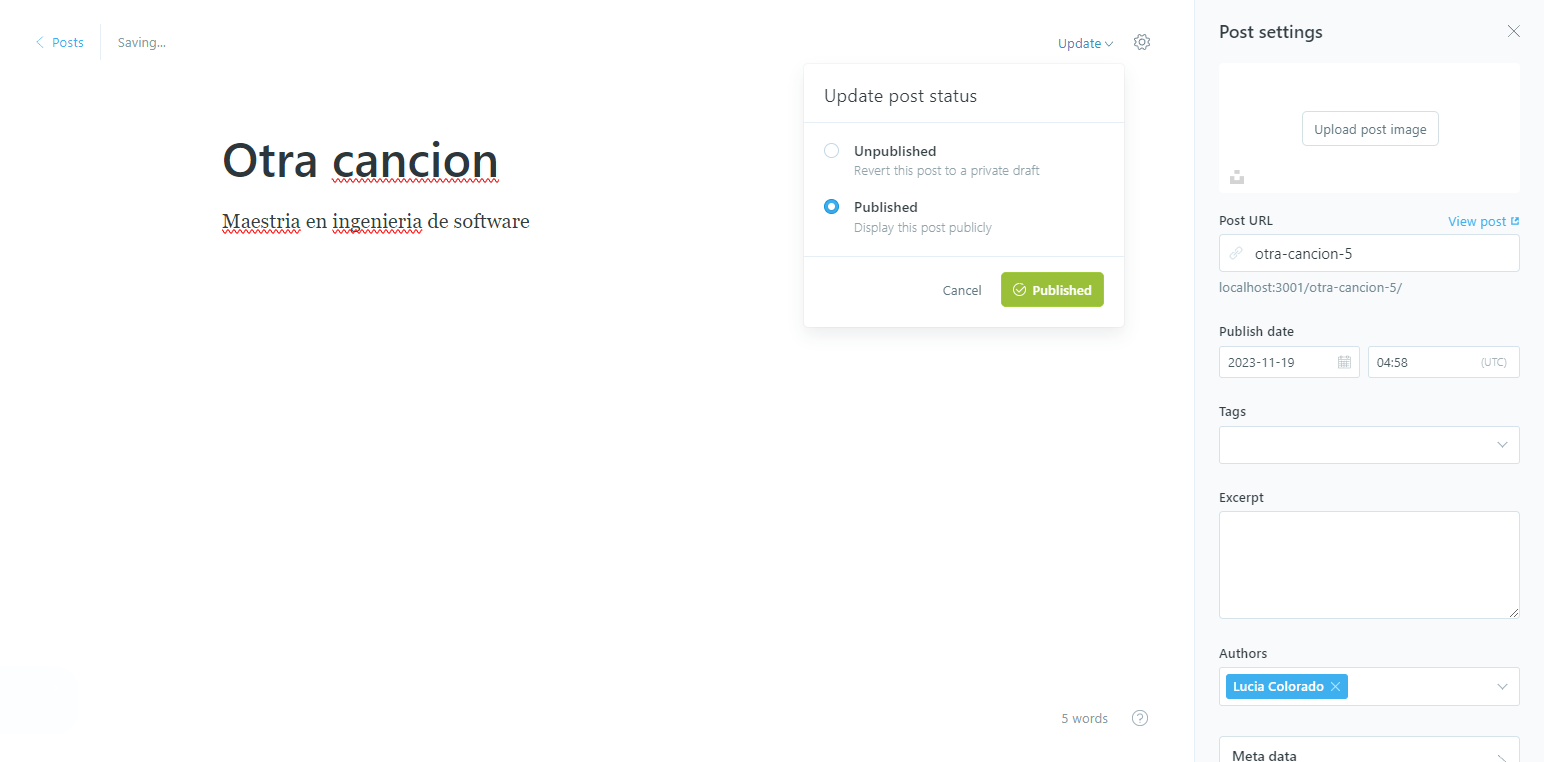 Posts
Saving...
Update
Update post status
Unpublished
Revert this post to a private draft
Published
Display this post publicly
Cancel
Published
Otra cancion
Maestria en ingenieria de software
5 words
?
Post settings
Upload post image
Post URL
View post
otra-cancion-5
localhost:3001/otra-cancion-5/
Publish date
2023-11-19
04:58
(UTC)
Tags
Excerpt
Authors
Lucia Colorado
Meta data